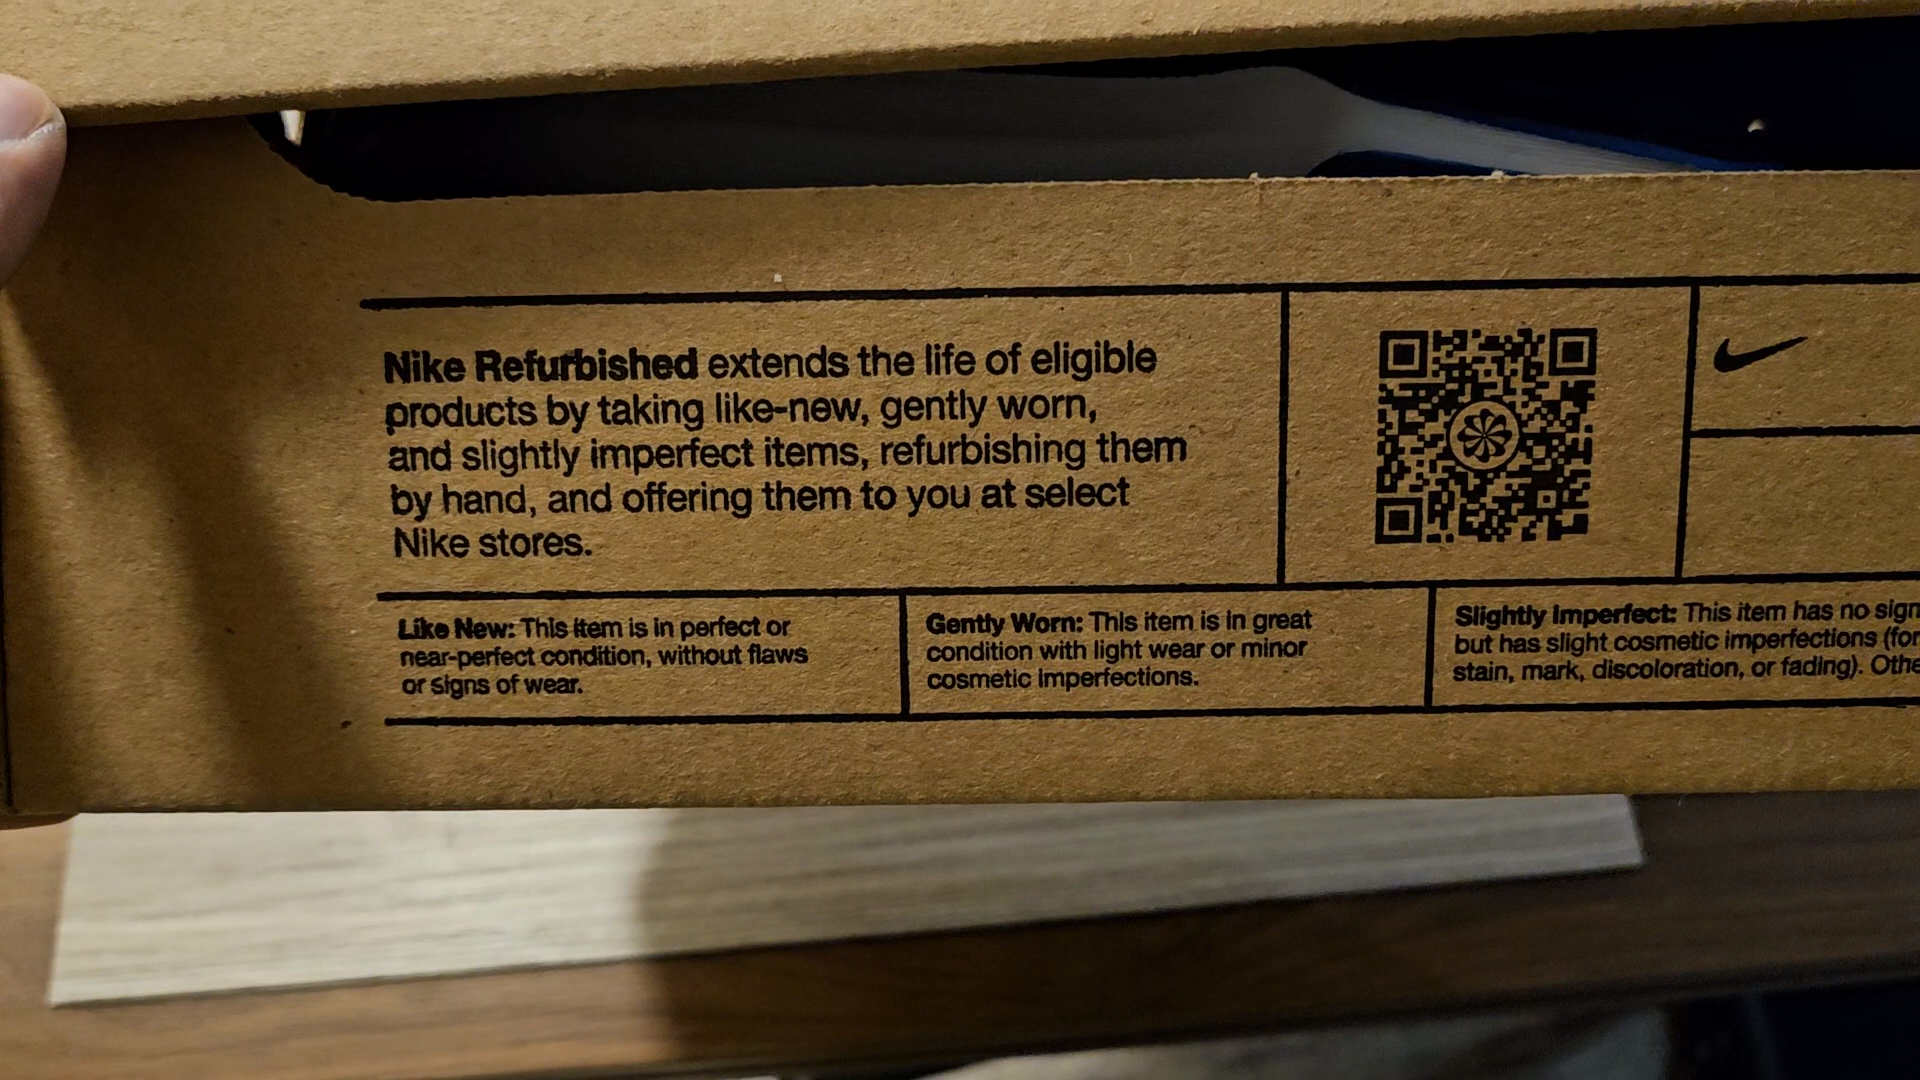 Nike Refurbished extends the life of eligible
products by taking like-new, gently worn,
and slightly imperfect items, refurbishing them
by hand, and offering them to you at select
Nike stores.
Like New: This item is in perfect or
near-perfect condition, without flaws
or signs of wear.
Gently Worn: This item is in great
condition with light wear or minor
cosmetic imperfections.
Slightly Imperfect: This item has no sign
but has slight cosmetic imperfections (for
stain, mark, discoloration, or fading). Othe